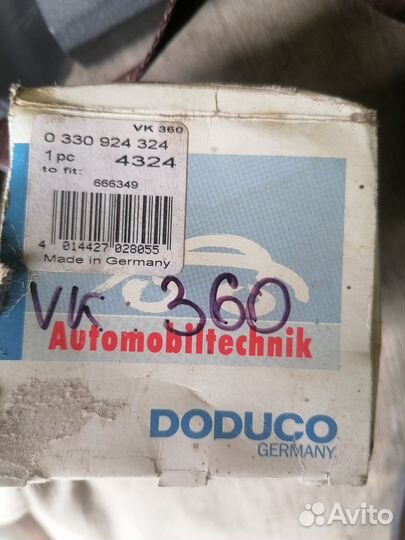 VK 360
0 330 924 324
1 pc 4324
to fit:
666349
4 014427 028055
Made in Germany
VK 360
Automobiltechnik
DODUCO
GERMANY
Avito